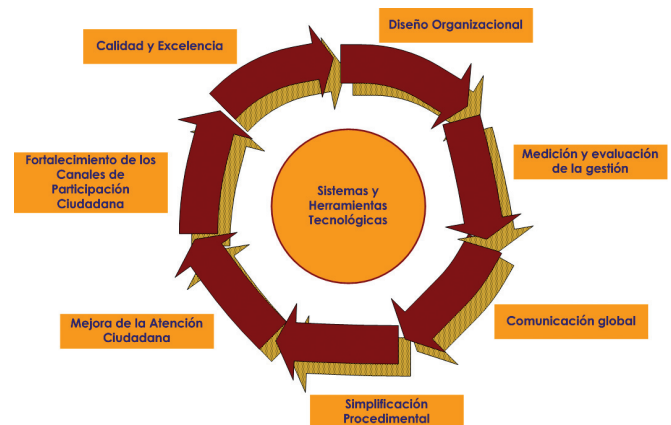 Diseño Organizacional
Calidad y Excelencia
Medición y evaluación
de la gestión
Fortalecimiento de los
Canales de
Participación
Ciudadana
Sistemas y
Herramientas
Tecnológicas
Comunicación global
Mejora de la Atención
Ciudadana
Simplificación
Procedimental